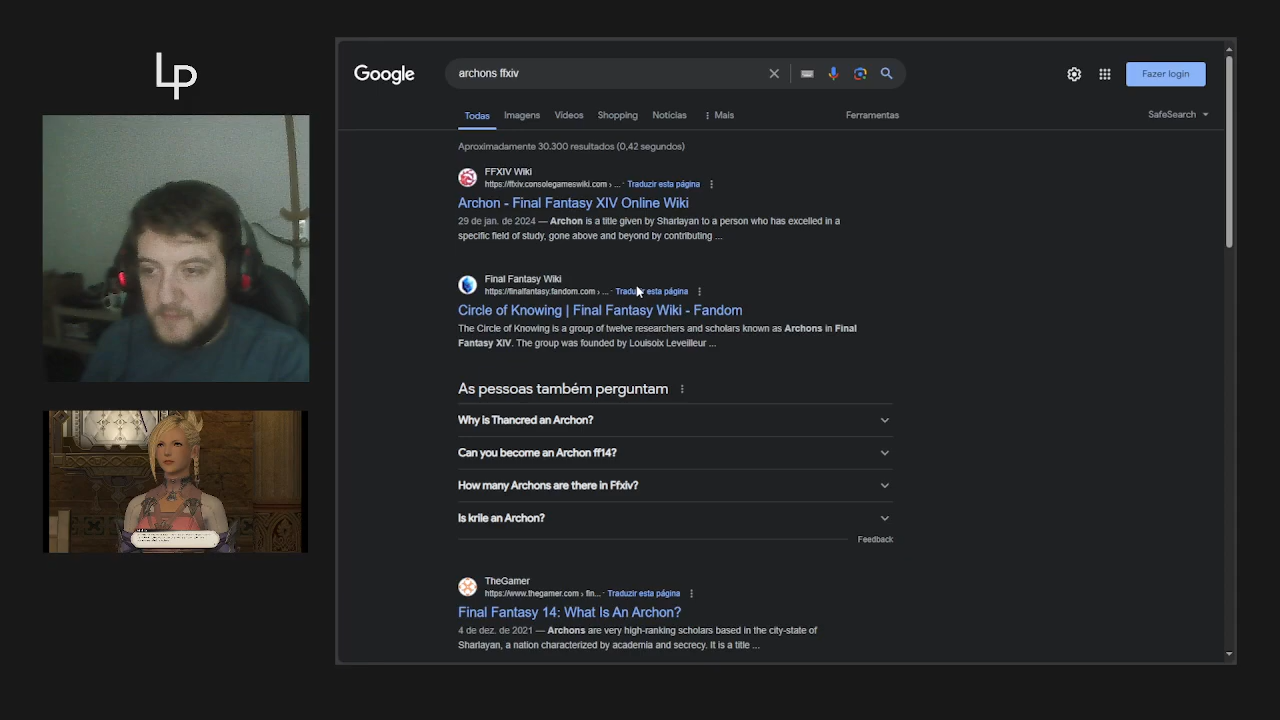 LP
Google
archons ffxiv
Fazer login
Todas
Imagens
Vídeos
Shopping
Notícias
Mais
Ferramentas
SafeSearch
Aproximadamente 30.300 resultados (0,42 segundos)
FFXIV Wiki
https://ffxiv.consolegameswiki.com › ... · Traduzir esta página
Archon - Final Fantasy XIV Online Wiki
29 de jan. de 2024 — Archon is a title given by Sharlayan to a person who has excelled in a
specific field of study, gone above and beyond by contributing ...
Final Fantasy Wiki
https://finalfantasy.fandom.com › ... · Traduzir esta página
Circle of Knowing | Final Fantasy Wiki - Fandom
The Circle of Knowing is a group of twelve researchers and scholars known as Archons in Final
Fantasy XIV. The group was founded by Louisoix Leveilleur ...
As pessoas também perguntam
Why is Thancred an Archon?
Can you become an Archon ff14?
How many Archons are there in Ffxiv?
Is krile an Archon?
Feedback
TheGamer
https://www.thegamer.com › fin... · Traduzir esta página
Final Fantasy 14: What Is An Archon?
4 de dez. de 2021 — Archons are very high-ranking scholars based in the city-state of
Sharlayan, a nation characterized by academia and secrecy. It is a title ...